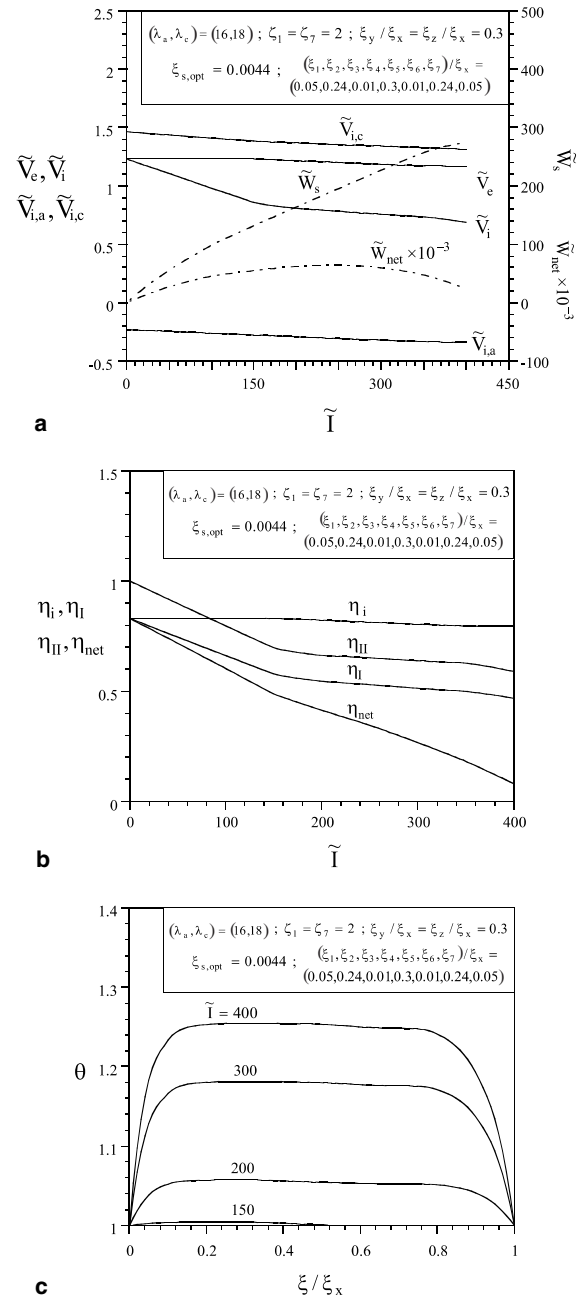 2.5
2
1.5
1
0.5
0
-0.5
500
400
300
200
100
0
-100
(λa, λc) = (16,18) ; ζ1 = ζ7 = 2 ; ξy / ξx = ξz / ξx = 0.3
ξs,opt = 0.0044 ; (ξ1, ξ2, ξ3, ξ4, ξ5, ξ6, ξ7)/ξx =
(0.05,0.24,0.01,0.3,0.01,0.24,0.05)
Ṽe, Ṽi
Ṽi,a, Ṽi,c
Ṽi,c
W̃s
Ṽe
Ṽi
W̃net × 10⁻³
Ṽi,a
W̃s
W̃net × 10⁻³
0 150 300 450
a Ĩ
1.5
1
0.5
0
(λa, λc) = (16,18) ; ζ1 = ζ7 = 2 ; ξy / ξx = ξz / ξx = 0.3
ξs,opt = 0.0044 ; (ξ1, ξ2, ξ3, ξ4, ξ5, ξ6, ξ7)/ξx =
(0.05,0.24,0.01,0.3,0.01,0.24,0.05)
ηi, ηI
ηII, ηnet
ηi
ηII
ηI
ηnet
0 100 200 300 400
b Ĩ
1.4
1.3
1.2
1.1
1
(λa, λc) = (16,18) ; ζ1 = ζ7 = 2 ; ξy / ξx = ξz / ξx = 0.3
ξs,opt = 0.0044 ; (ξ1, ξ2, ξ3, ξ4, ξ5, ξ6, ξ7)/ξx =
(0.05,0.24,0.01,0.3,0.01,0.24,0.05)
θ
Ĩ = 400
300
200
150
0 0.2 0.4 0.6 0.8 1
c ξ / ξx